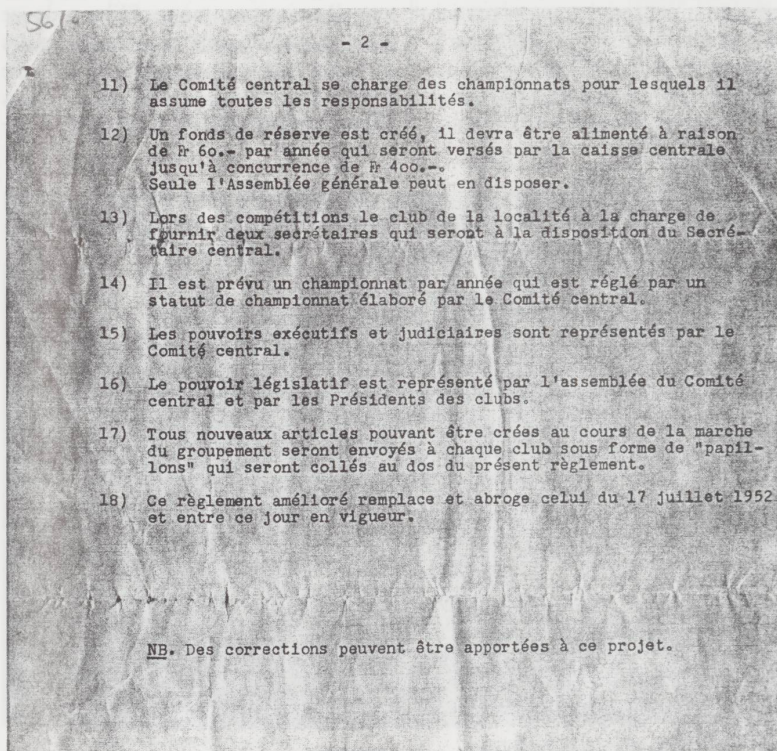 56/.
- 2 -
11) Le Comité central se charge des championnats pour lesquels il
assume toutes les responsabilités.
12) Un fonds de réserve est créé, il devra être alimenté à raison
de Fr 60.- par année qui seront versés par la caisse centrale
jusqu'à concurrence de Fr 400.-.
Seule l'Assemblée générale peut en disposer.
13) Lors des compétitions le club de la localité à la charge de
fournir deux secrétaires qui seront à la disposition du Secré-
taire central.
14) Il est prévu un championnat par année qui est réglé par un
statut de championnat élaboré par le Comité central.
15) Les pouvoirs exécutifs et judiciaires sont représentés par le
Comité central.
16) Le pouvoir législatif est représenté par l'assemblée du Comité
central et par les Présidents des clubs.
17) Tous nouveaux articles pouvant être crées au cours de la marche
du groupement seront envoyés à chaque club sous forme de "papil-
lons" qui seront collés au dos du présent règlement.
18) Ce règlement amélioré remplace et abroge celui du 17 juillet 1952
et entre ce jour en vigueur.
NB. Des corrections peuvent être apportées à ce projet.